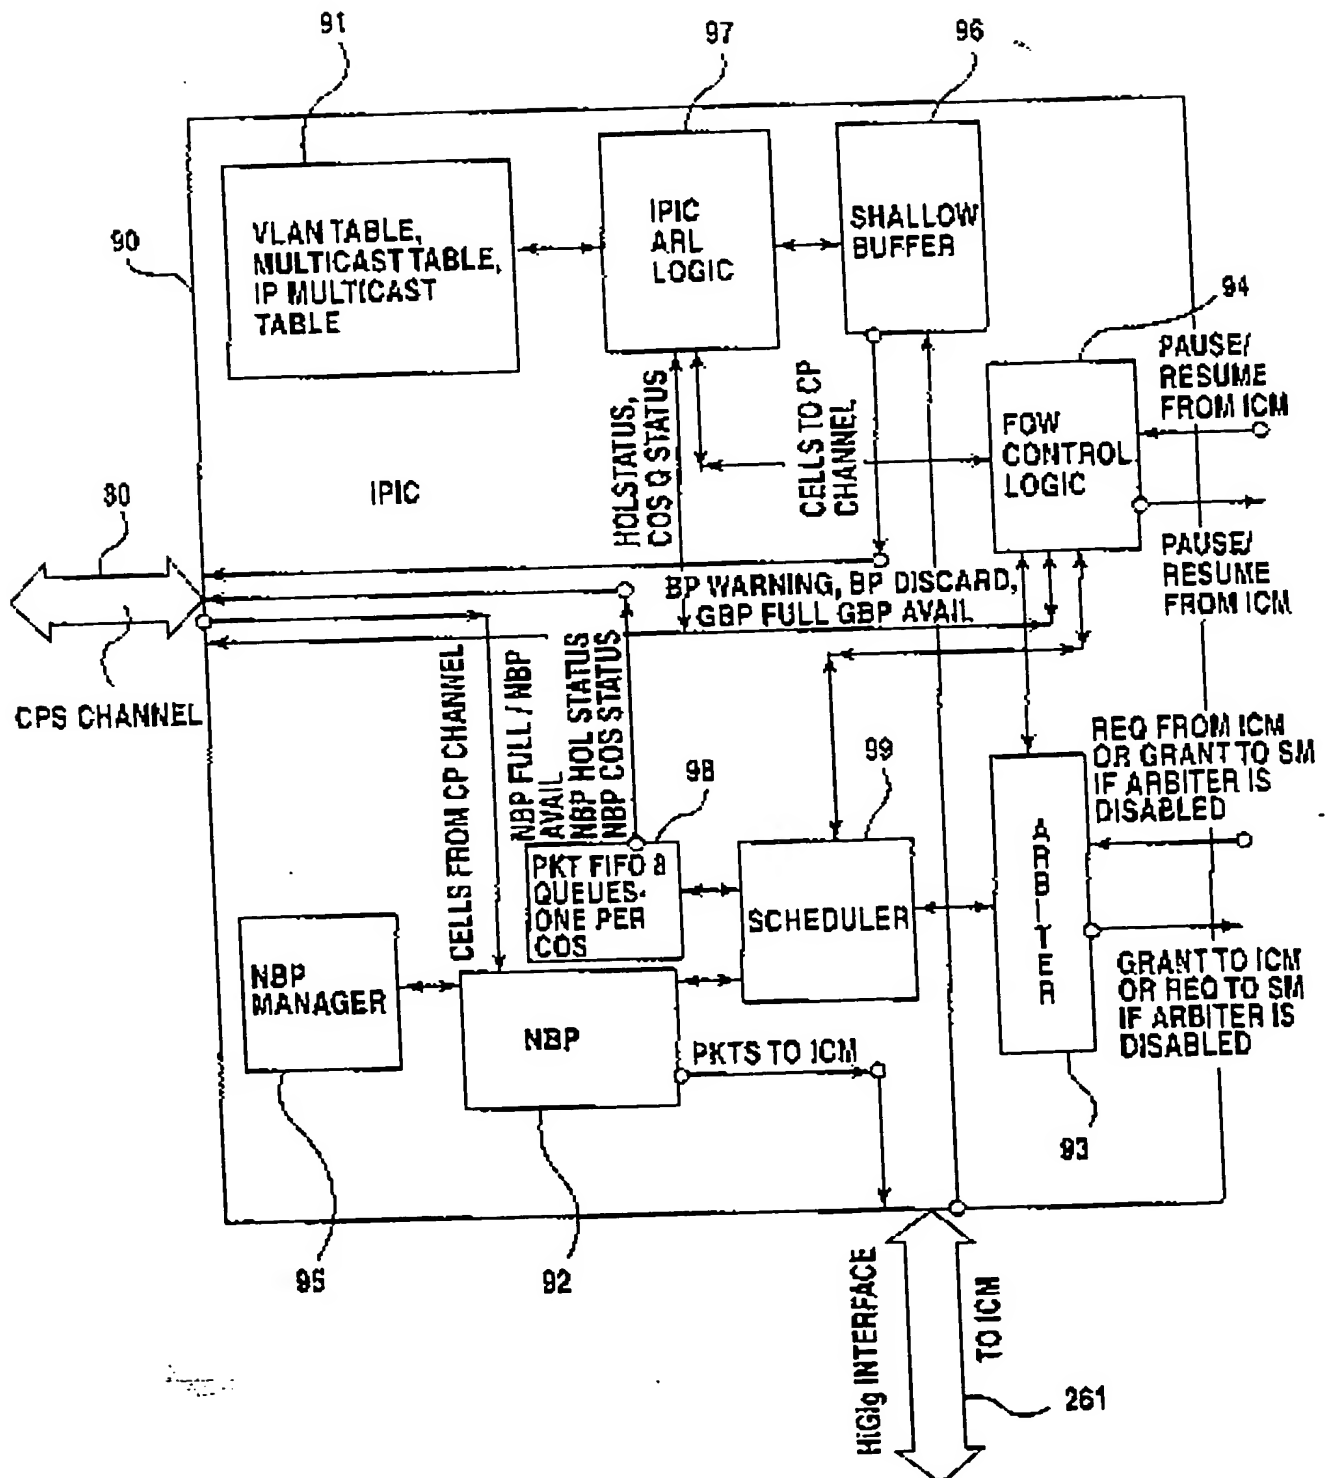 91
97
96
VLAN TABLE,
MULTICAST TABLE,
IP MULTICAST
TABLE
IPIC
ARL
LOGIC
SHALLOW
BUFFER
90
94
PAUSE/
RESUME
FROM ICM
FOW
CONTROL
LOGIC
HOLSTATUS,
COS Q STATUS
CELLS TO CP
CHANNEL
IPIC
80
PAUSE/
RESUME
FROM ICM
BP WARNING, BP DISCARD,
GBP FULL GBP AVAIL
CPS CHANNEL
CELLS FROM CP CHANNEL
NBP FULL / NBP
AVAIL
NBP HOL STATUS
NBP COS STATUS
98
99
REQ FROM ICM
OR GRANT TO SM
IF ARBITER IS
DISABLED
PKT FIFO 8
QUEUES-
ONE PER
COS
SCHEDULER
ARBITER
NBP
MANAGER
NBP
PKTS TO ICM
GRANT TO ICM
OR REQ TO SM
IF ARBITER IS
DISABLED
93
95
92
HiGig INTERFACE
TO ICM
261